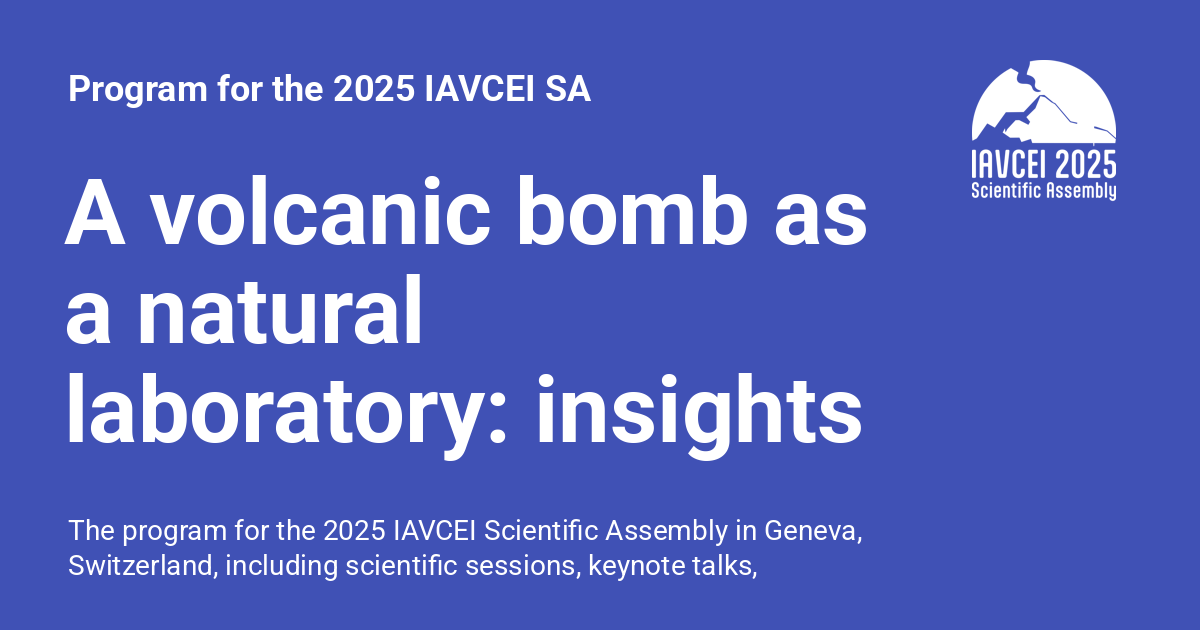 Program for the 2025 IAVCEI SA
IAVCEI 2025
Scientific Assembly
A volcanic bomb as
a natural
laboratory: insights
The program for the 2025 IAVCEI Scientific Assembly in Geneva,
Switzerland, including scientific sessions, keynote talks,